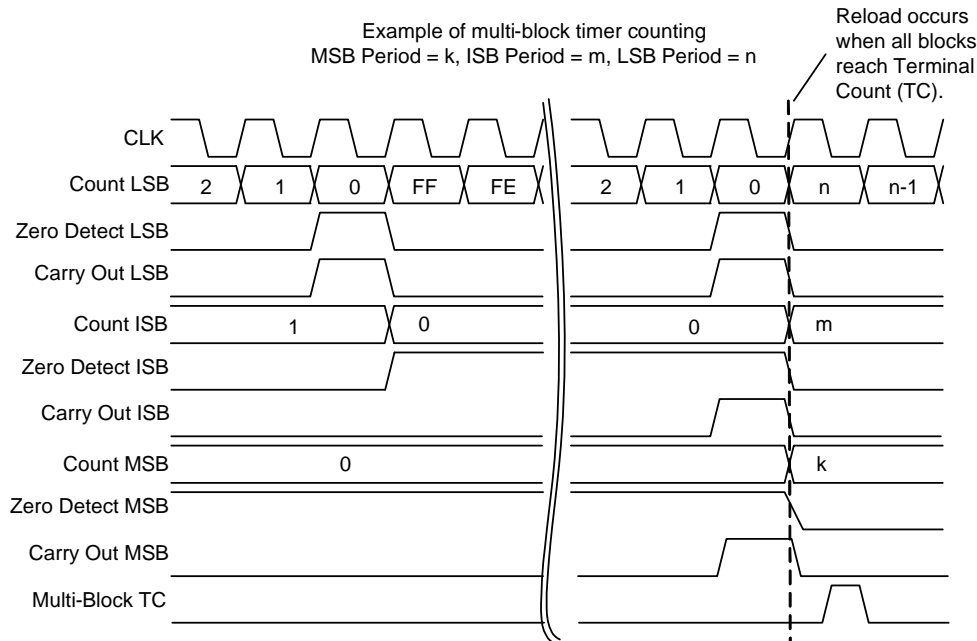 Example of multi-block timer counting
MSB Period = k, ISB Period = m, LSB Period = n
Reload occurs
when all blocks
reach Terminal
Count (TC).
CLK
Count LSB 2 1 0 FF FE 2 1 0 n n-1
Zero Detect LSB
Carry Out LSB
Count ISB 1 0 0 m
Zero Detect ISB
Carry Out ISB
Count MSB 0 k
Zero Detect MSB
Carry Out MSB
Multi-Block TC